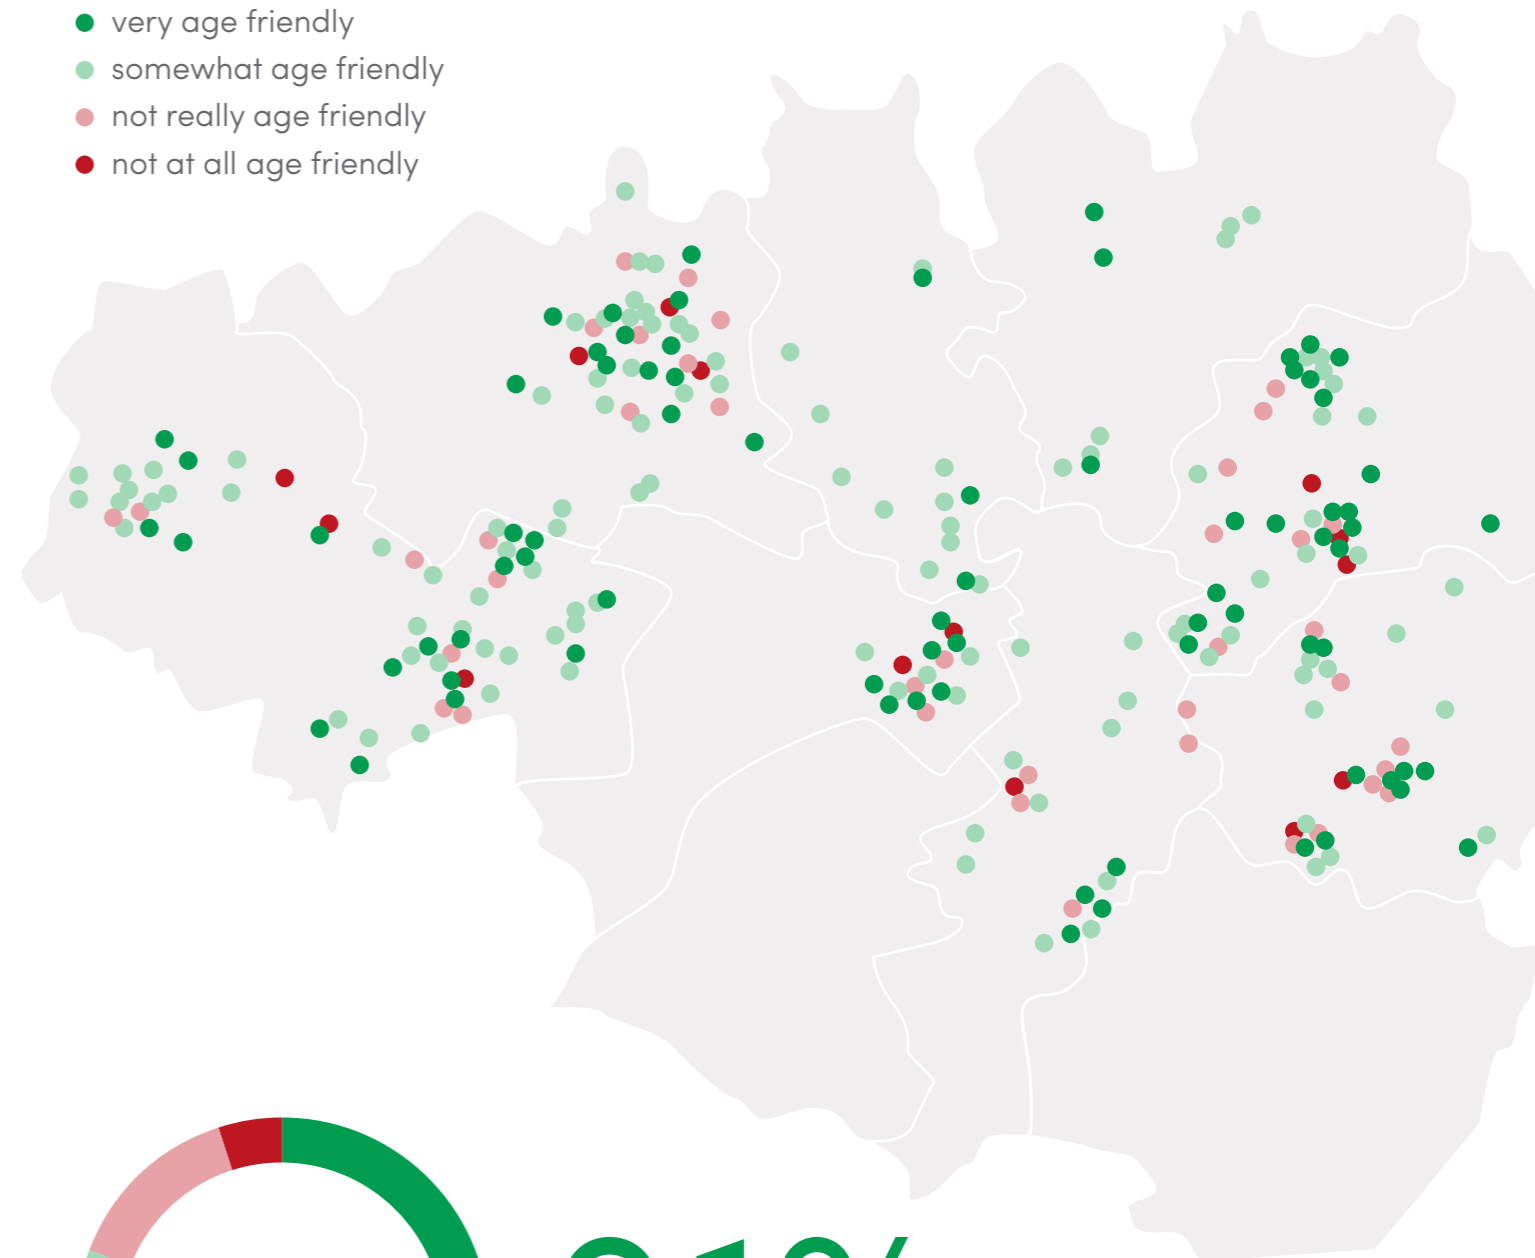 very age friendly
somewhat age friendly
not really age friendly
not at all age friendly